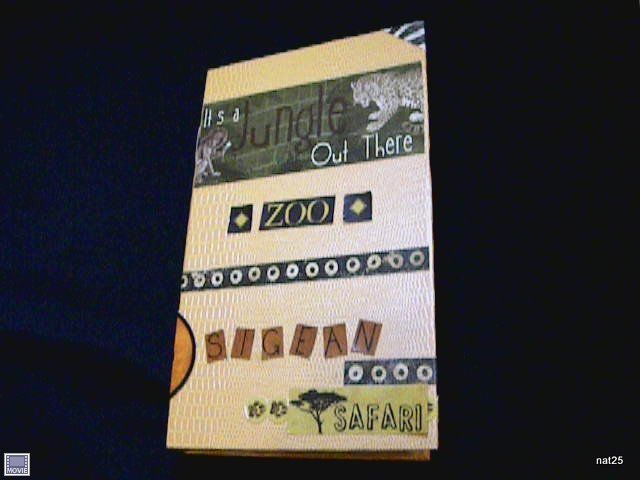 It's a Jungle
Out There
ZOO
SIGEAN
SAFARI
MOVIE
nat25